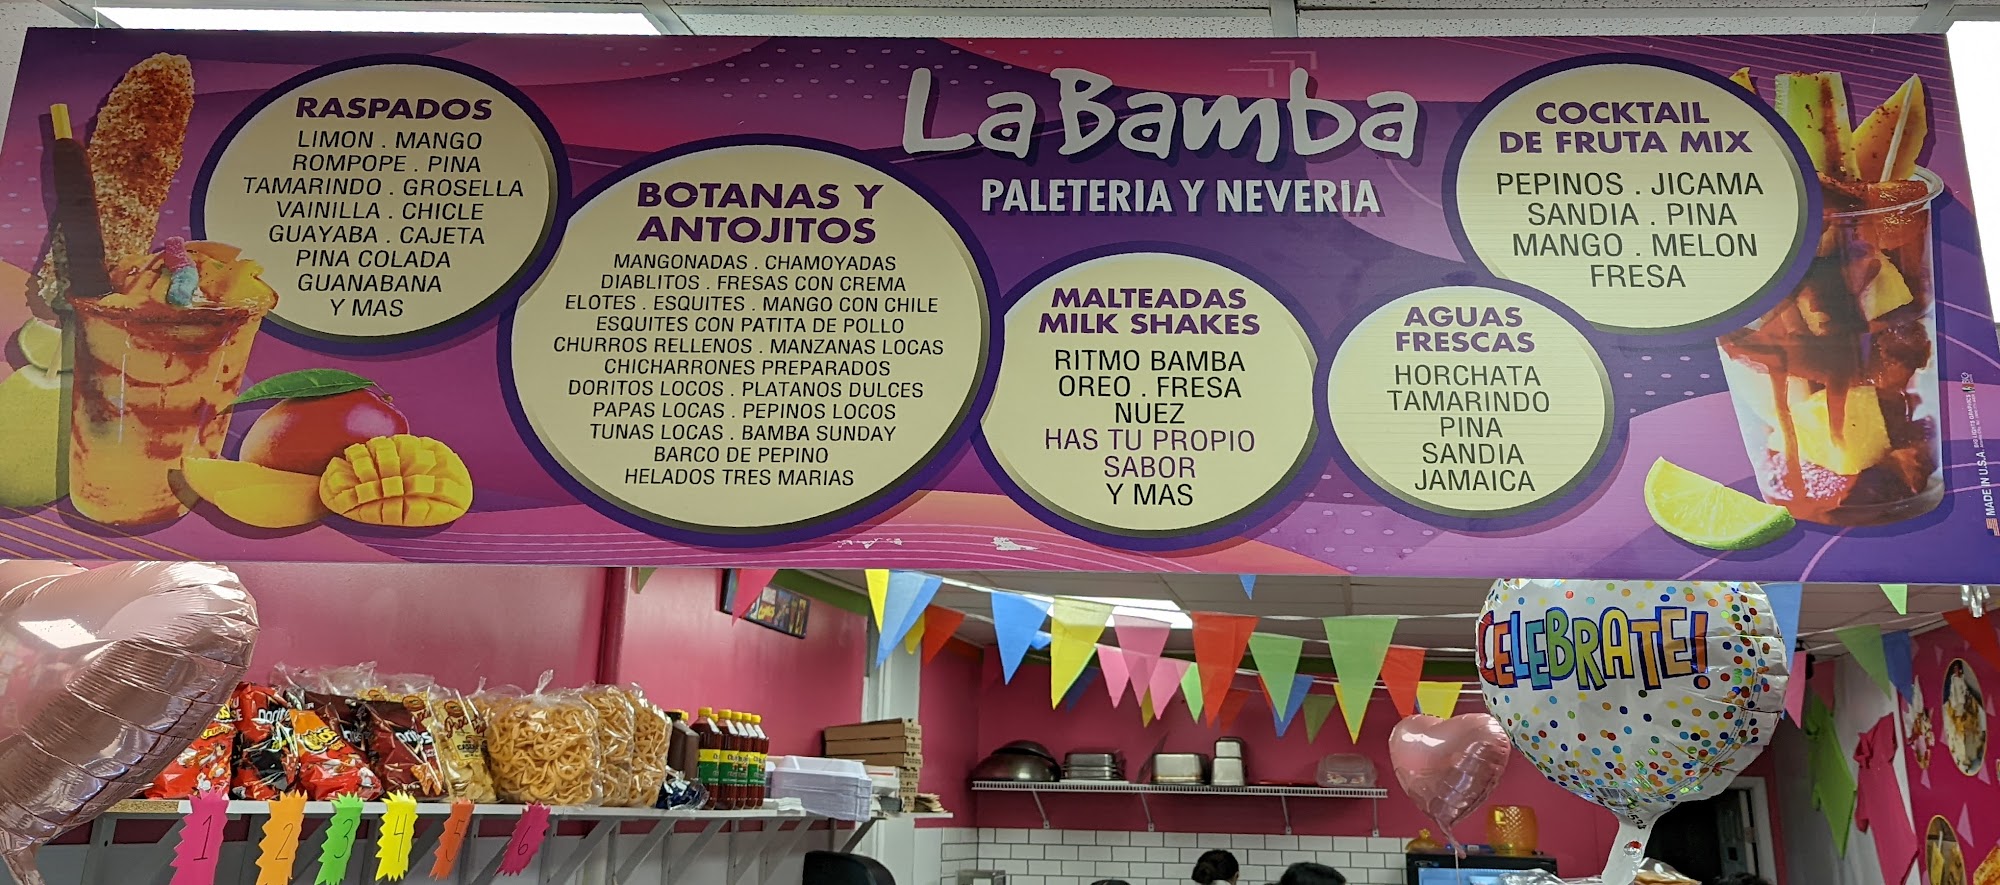 LaBamba
PALETERIA Y NEVERIA
RASPADOS
LIMON . MANGO
ROMPOPE . PINA
TAMARINDO . GROSELLA
VAINILLA . CHICLE
GUAYABA . CAJETA
PINA COLADA
GUANABANA
Y MAS
BOTANAS Y
ANTOJITOS
MANGONADAS . CHAMOYADAS
DIABLITOS . FRESAS CON CREMA
ELOTES . ESQUITES . MANGO CON CHILE
ESQUITES CON PATITA DE POLLO
CHURROS RELLENOS . MANZANAS LOCAS
CHICHARRONES PREPARADOS
DORITOS LOCOS . PLATANOS DULCES
PAPAS LOCAS . PEPINOS LOCOS
TUNAS LOCAS . BAMBA SUNDAY
BARCO DE PEPINO
HELADOS TRES MARIAS
MALTEADAS
MILK SHAKES
RITMO BAMBA
OREO . FRESA
NUEZ
HAS TU PROPIO
SABOR
Y MAS
AGUAS
FRESCAS
HORCHATA
TAMARINDO
PINA
SANDIA
JAMAICA
COCKTAIL
DE FRUTA MIX
PEPINOS . JICAMA
SANDIA . PINA
MANGO . MELON
FRESA
MADE IN U.S.A.
CELEBRATE!
1
2
3
4
5
6